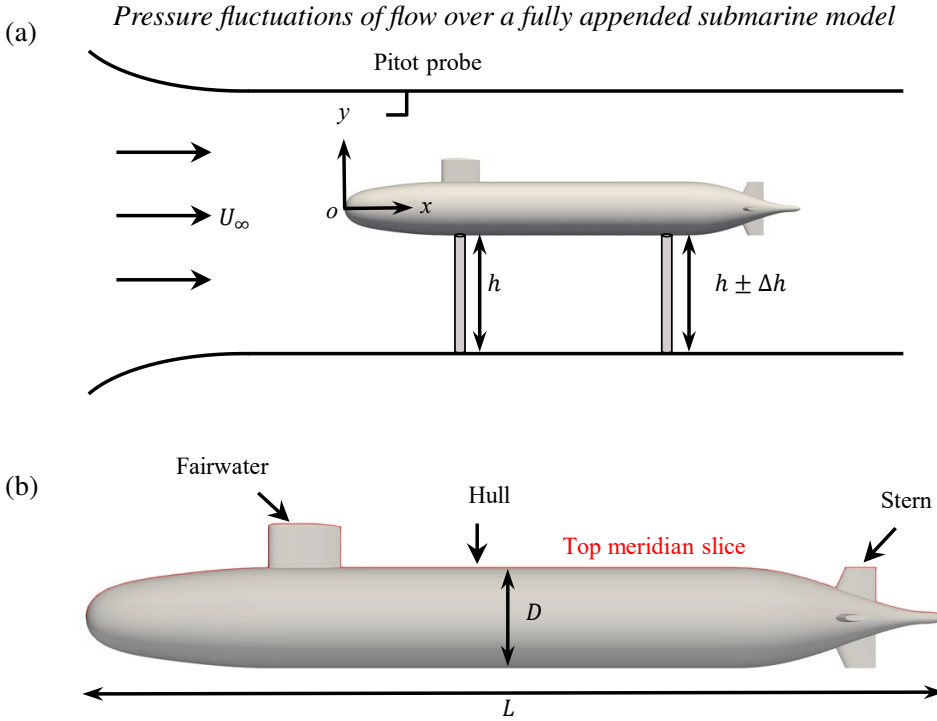 Pressure fluctuations of flow over a fully appended submarine model
(a)
Pitot probe
y
U∞
o
x
h
h ± Δh
(b)
Fairwater
Hull
Stern
Top meridian slice
D
L